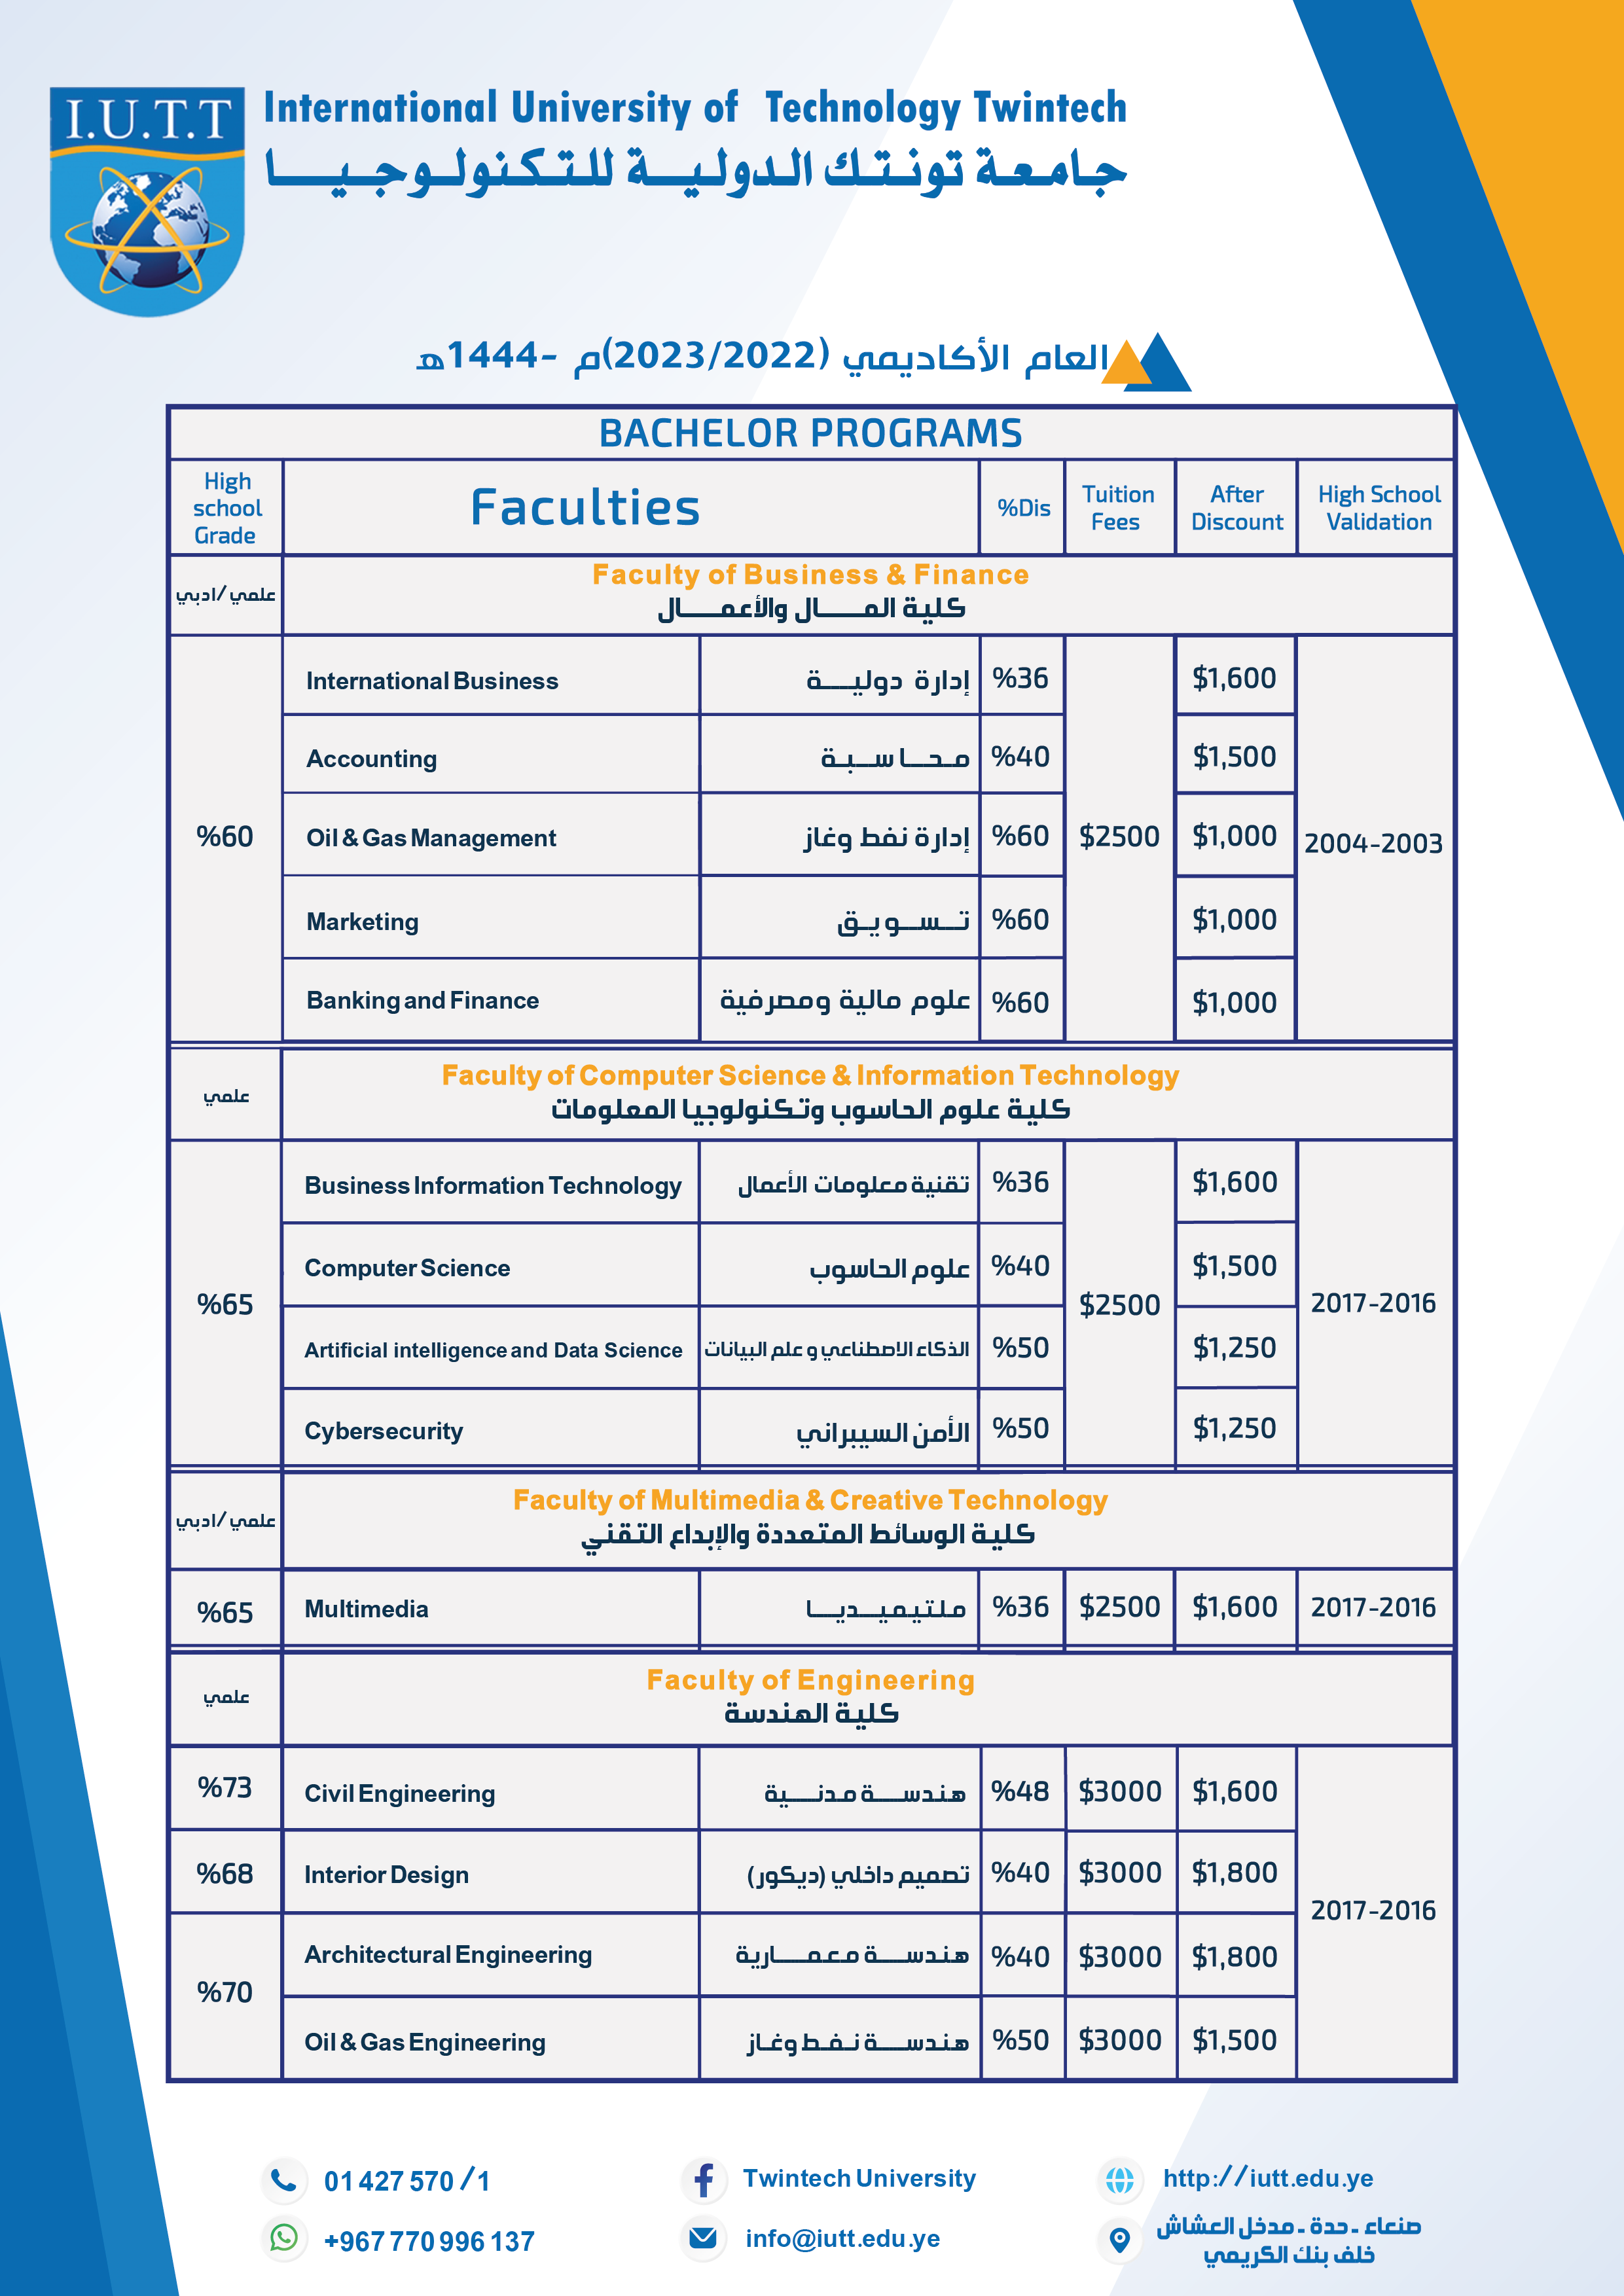 I.U.T.T
International University of Technology Twintech
جامعة تونتك الدولية للتكنولوجيا
العام الأكاديمي (2023/2022)م -1444هـ
BACHELOR PROGRAMS
High school Grade
Faculties
%Dis
Tuition Fees
After Discount
High School Validation
علمي/ادبي
Faculty of Business & Finance
كلية المال والأعمال
%60
International Business إدارة دولية %36 $1,600
Accounting محاسبة %40 $1,500
Oil & Gas Management إدارة نفط وغاز %60 $2500 $1,000 2004-2003
Marketing تسويق %60 $1,000
Banking and Finance علوم مالية ومصرفية %60 $1,000
علمي
Faculty of Computer Science & Information Technology
كلية علوم الحاسوب وتكنولوجيا المعلومات
%65
Business Information Technology تقنية معلومات الأعمال %36 $1,600
Computer Science علوم الحاسوب %40 $1,500
$2500 2017-2016
Artificial intelligence and Data Science الذكاء الاصطناعي و علم البيانات %50 $1,250
Cybersecurity الأمن السيبراني %50 $1,250
علمي/ادبي
Faculty of Multimedia & Creative Technology
كلية الوسائط المتعددة والإبداع التقني
%65 Multimedia ملتيميديا %36 $2500 $1,600 2017-2016
علمي
Faculty of Engineering
كلية الهندسة
%73 Civil Engineering هندسة مدنية %48 $3000 $1,600
%68 Interior Design تصميم داخلي (ديكور) %40 $3000 $1,800
2017-2016
Architectural Engineering هندسة معمارية %40 $3000 $1,800
%70
Oil & Gas Engineering هندسة نفط وغاز %50 $3000 $1,500
01 427 570 /1
Twintech University
http://iutt.edu.ye
+967 770 996 137
info@iutt.edu.ye
صنعاء - حدة - مدخل العشاش
خلف بنك الكريمي